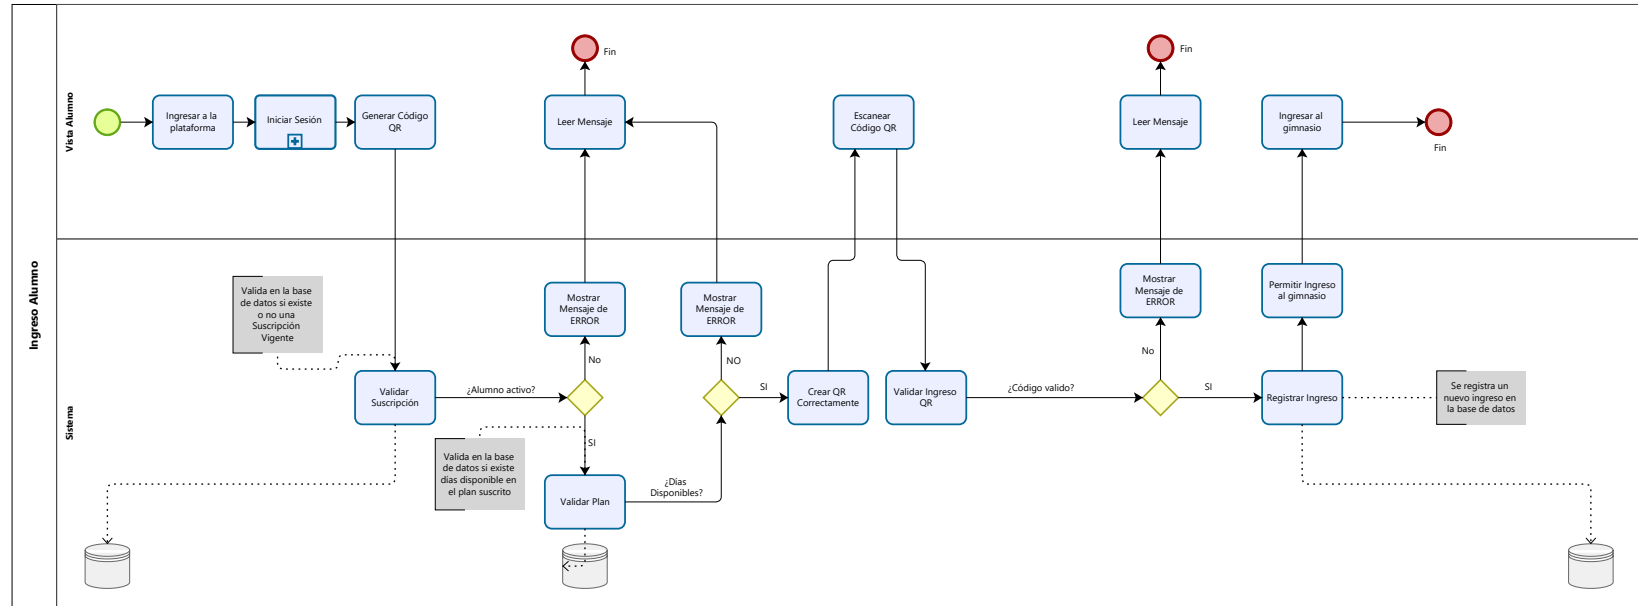 Ingreso Alumno
Vista Alumno
Sistema
Ingresar a la
plataforma
Iniciar Sesión
Generar Código
QR
Fin
Leer Mensaje
Escanear
Código QR
Fin
Leer Mensaje
Ingresar al
gimnasio
Fin
Valida en la base
de datos si existe
o no una
Suscripción
Vigente
Mostrar
Mensaje de
ERROR
Mostrar
Mensaje de
ERROR
Mostrar
Mensaje de
ERROR
Permitir Ingreso
al gimnasio
No
NO
No
Validar
Suscripción
¿Alumno activo?
SI
Crear QR
Correctamente
Validar Ingreso
QR
¿Código valido?
SI
Registrar Ingreso
Se registra un
nuevo ingreso en
la base de datos
SI
Valida en la base
de datos si existe
días disponible en
el plan suscrito
Validar Plan
¿Días
Disponibles?